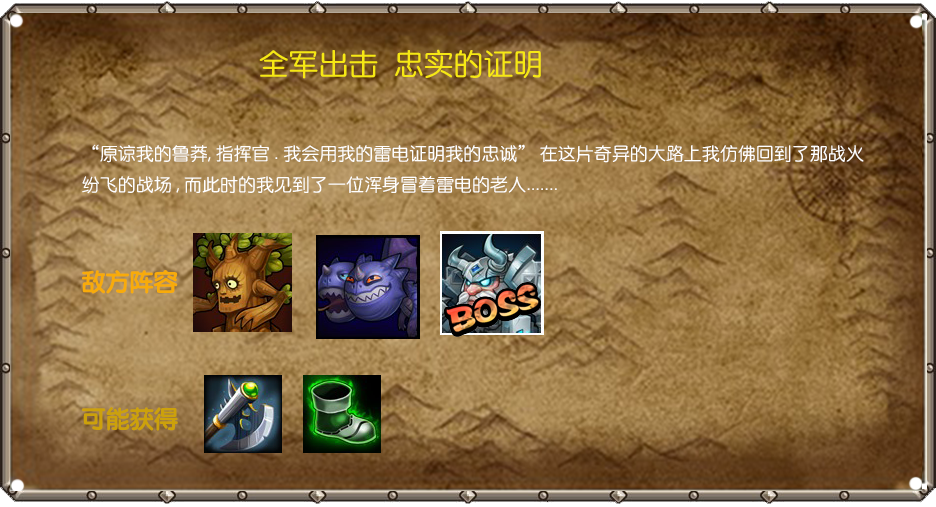 全军出击 忠实的证明
“原谅我的鲁莽, 指挥官 . 我会用我的雷电证明我的忠诚” 在这片奇异的大路上我仿佛回到了那战火
纷飞的战场 , 而此时的我见到了一位浑身冒着雷电的老人.......
敌方阵容
BOSS
可能获得